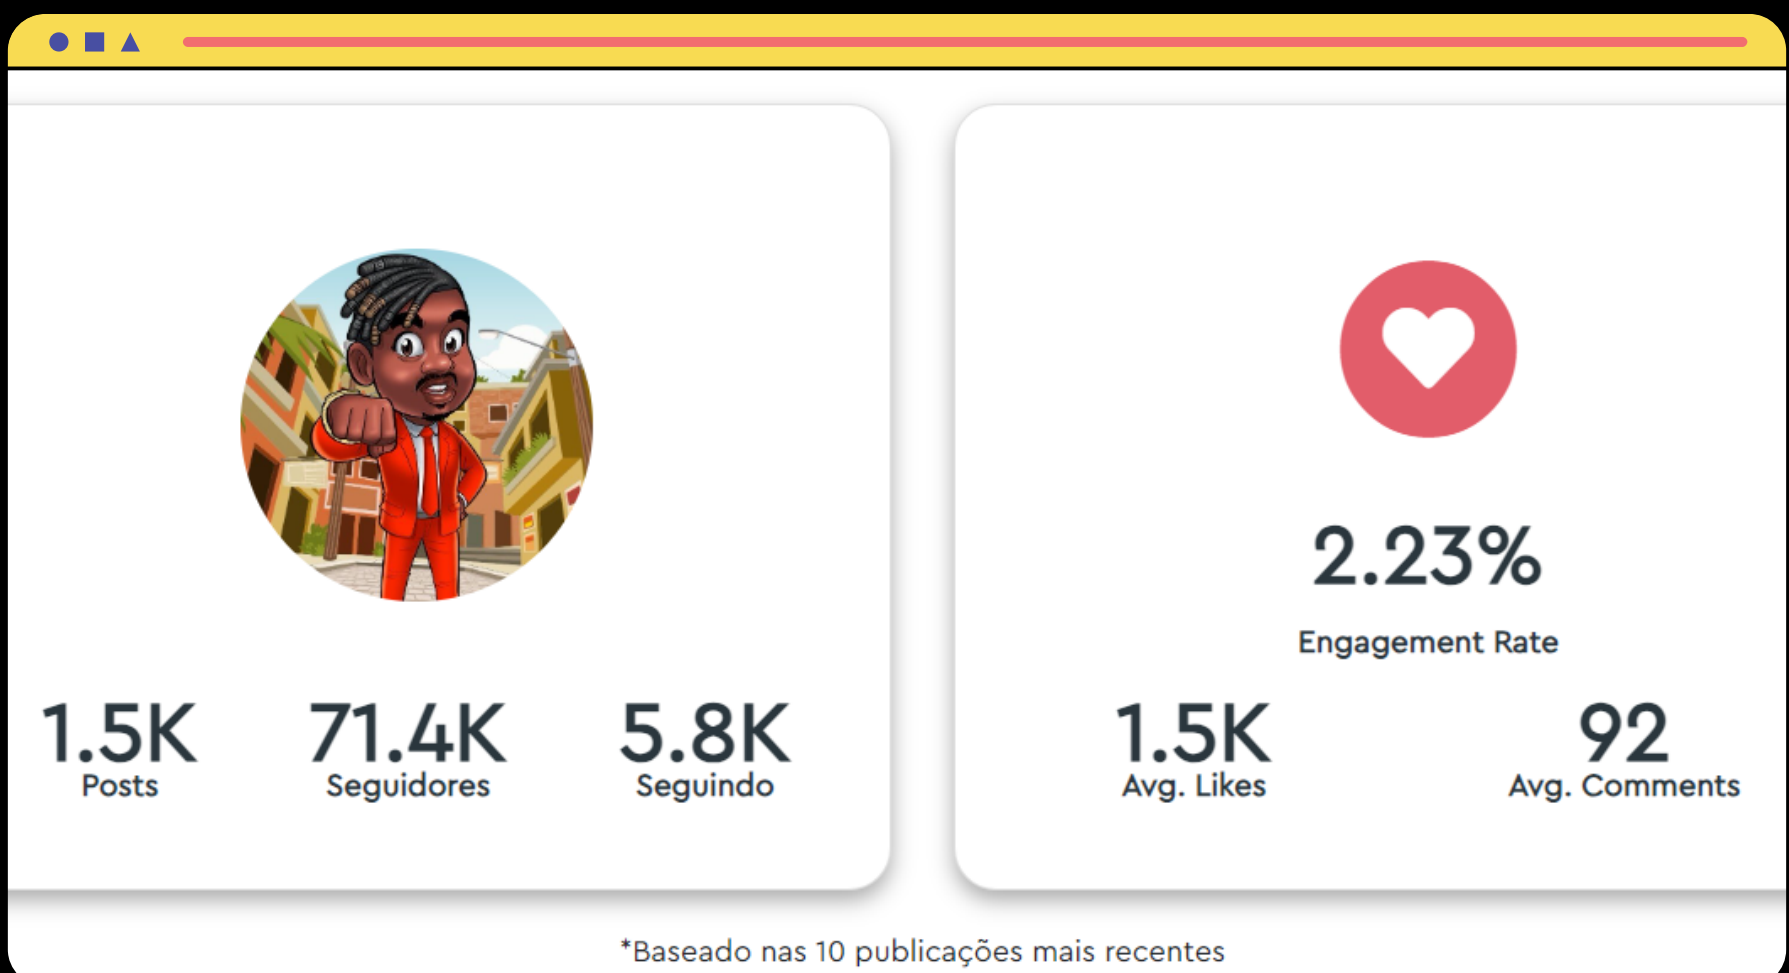 1.5K
Posts
71.4K
Seguidores
5.8K
Seguindo
2.23%
Engagement Rate
1.5K
Avg. Likes
92
Avg. Comments
*Baseado nas 10 publicações mais recentes